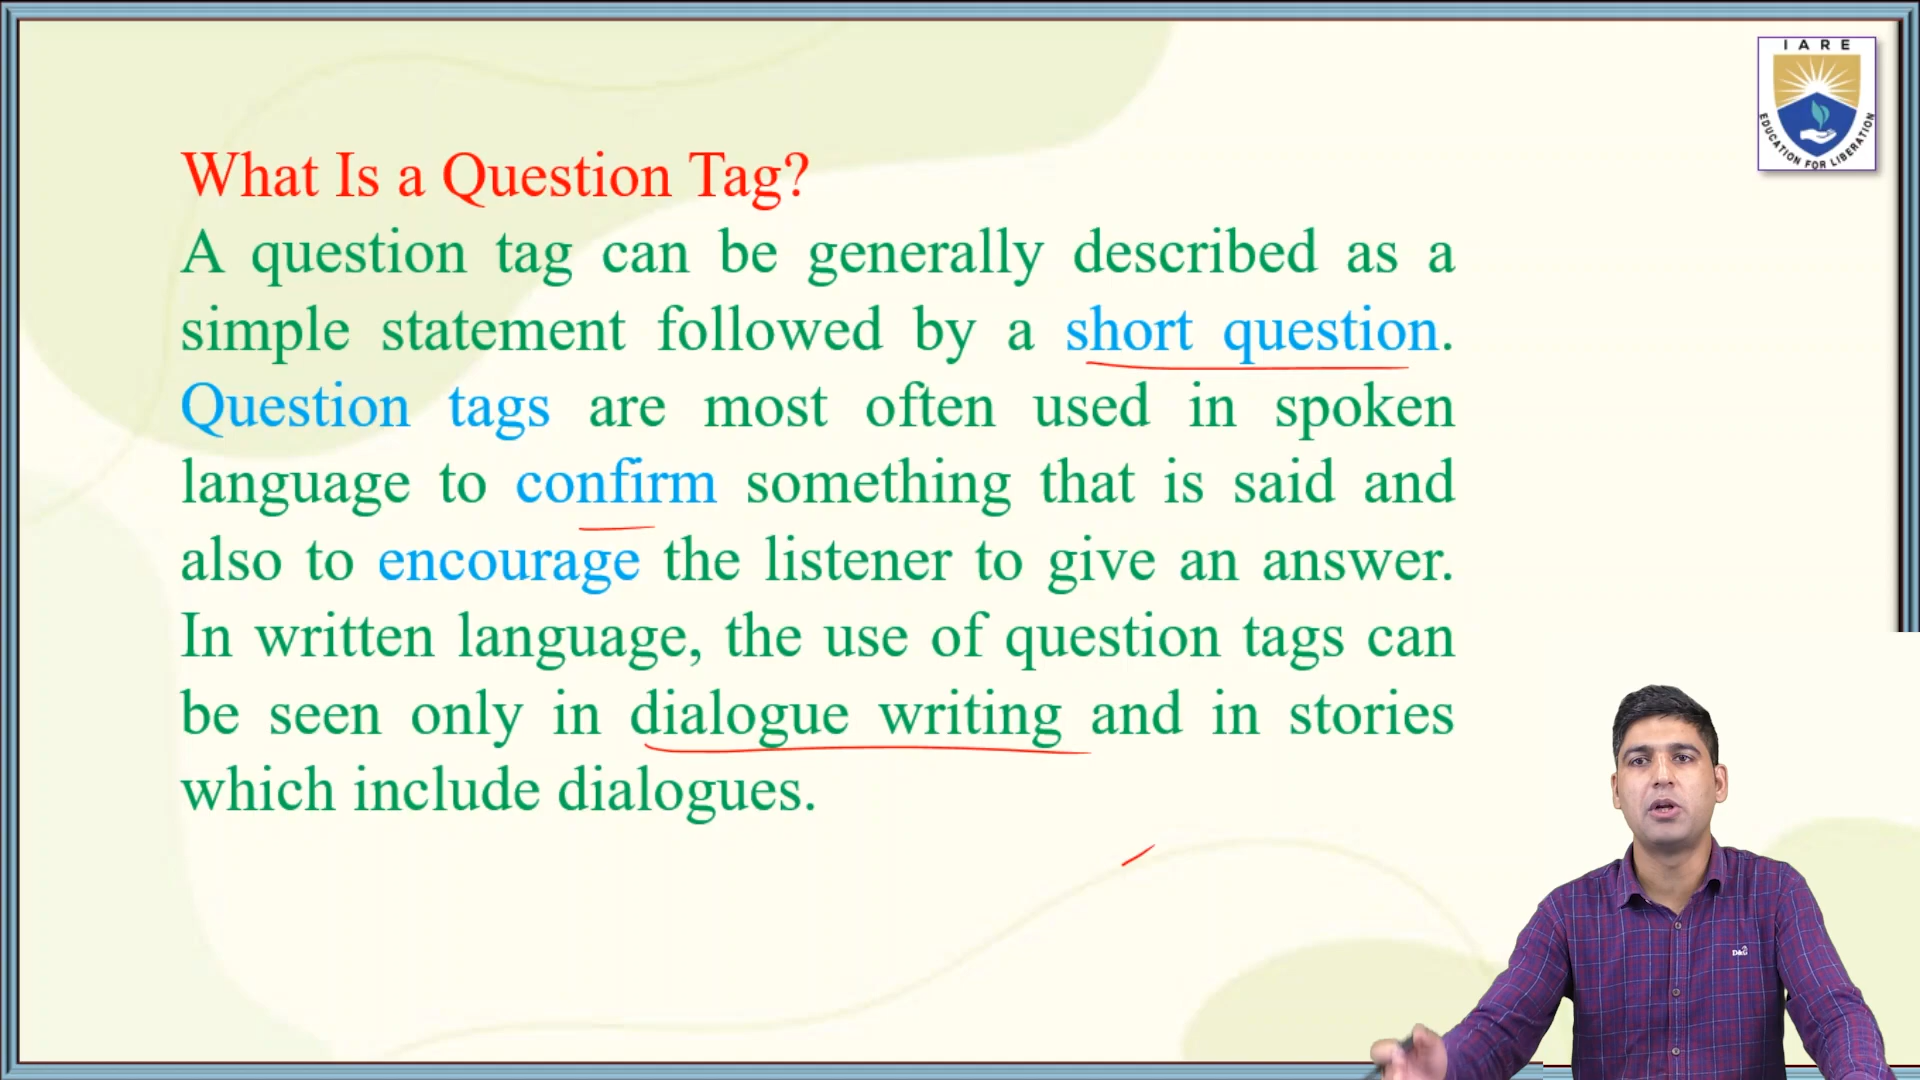 IARE
EDUCATION FOR LIBERATION
What Is a Question Tag?
A question tag can be generally described as a
simple statement followed by a short question.
Question tags are most often used in spoken
language to confirm something that is said and
also to encourage the listener to give an answer.
In written language, the use of question tags can
be seen only in dialogue writing and in stories
which include dialogues.
D&G